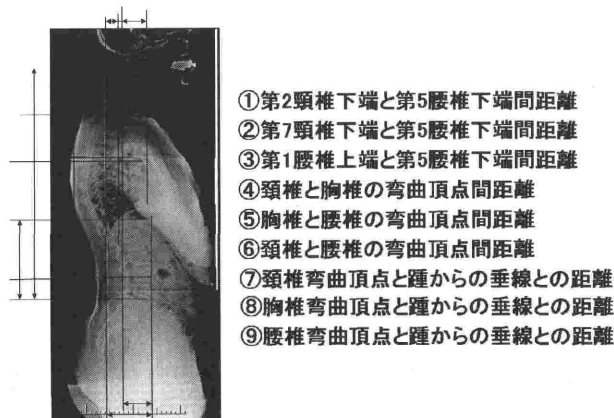 ①第2頸椎下端と第5腰椎下端間距離
②第7頸椎下端と第5腰椎下端間距離
③第1腰椎上端と第5腰椎下端間距離
④頚椎と胸椎の弯曲頂点間距離
⑤胸椎と腰椎の弯曲頂点間距離
⑥頚椎と腰椎の弯曲頂点間距離
⑦頚椎弯曲頂点と踵からの垂線との距離
⑧胸椎弯曲頂点と踵からの垂線との距離
⑨腰椎弯曲頂点と踵からの垂線との距離